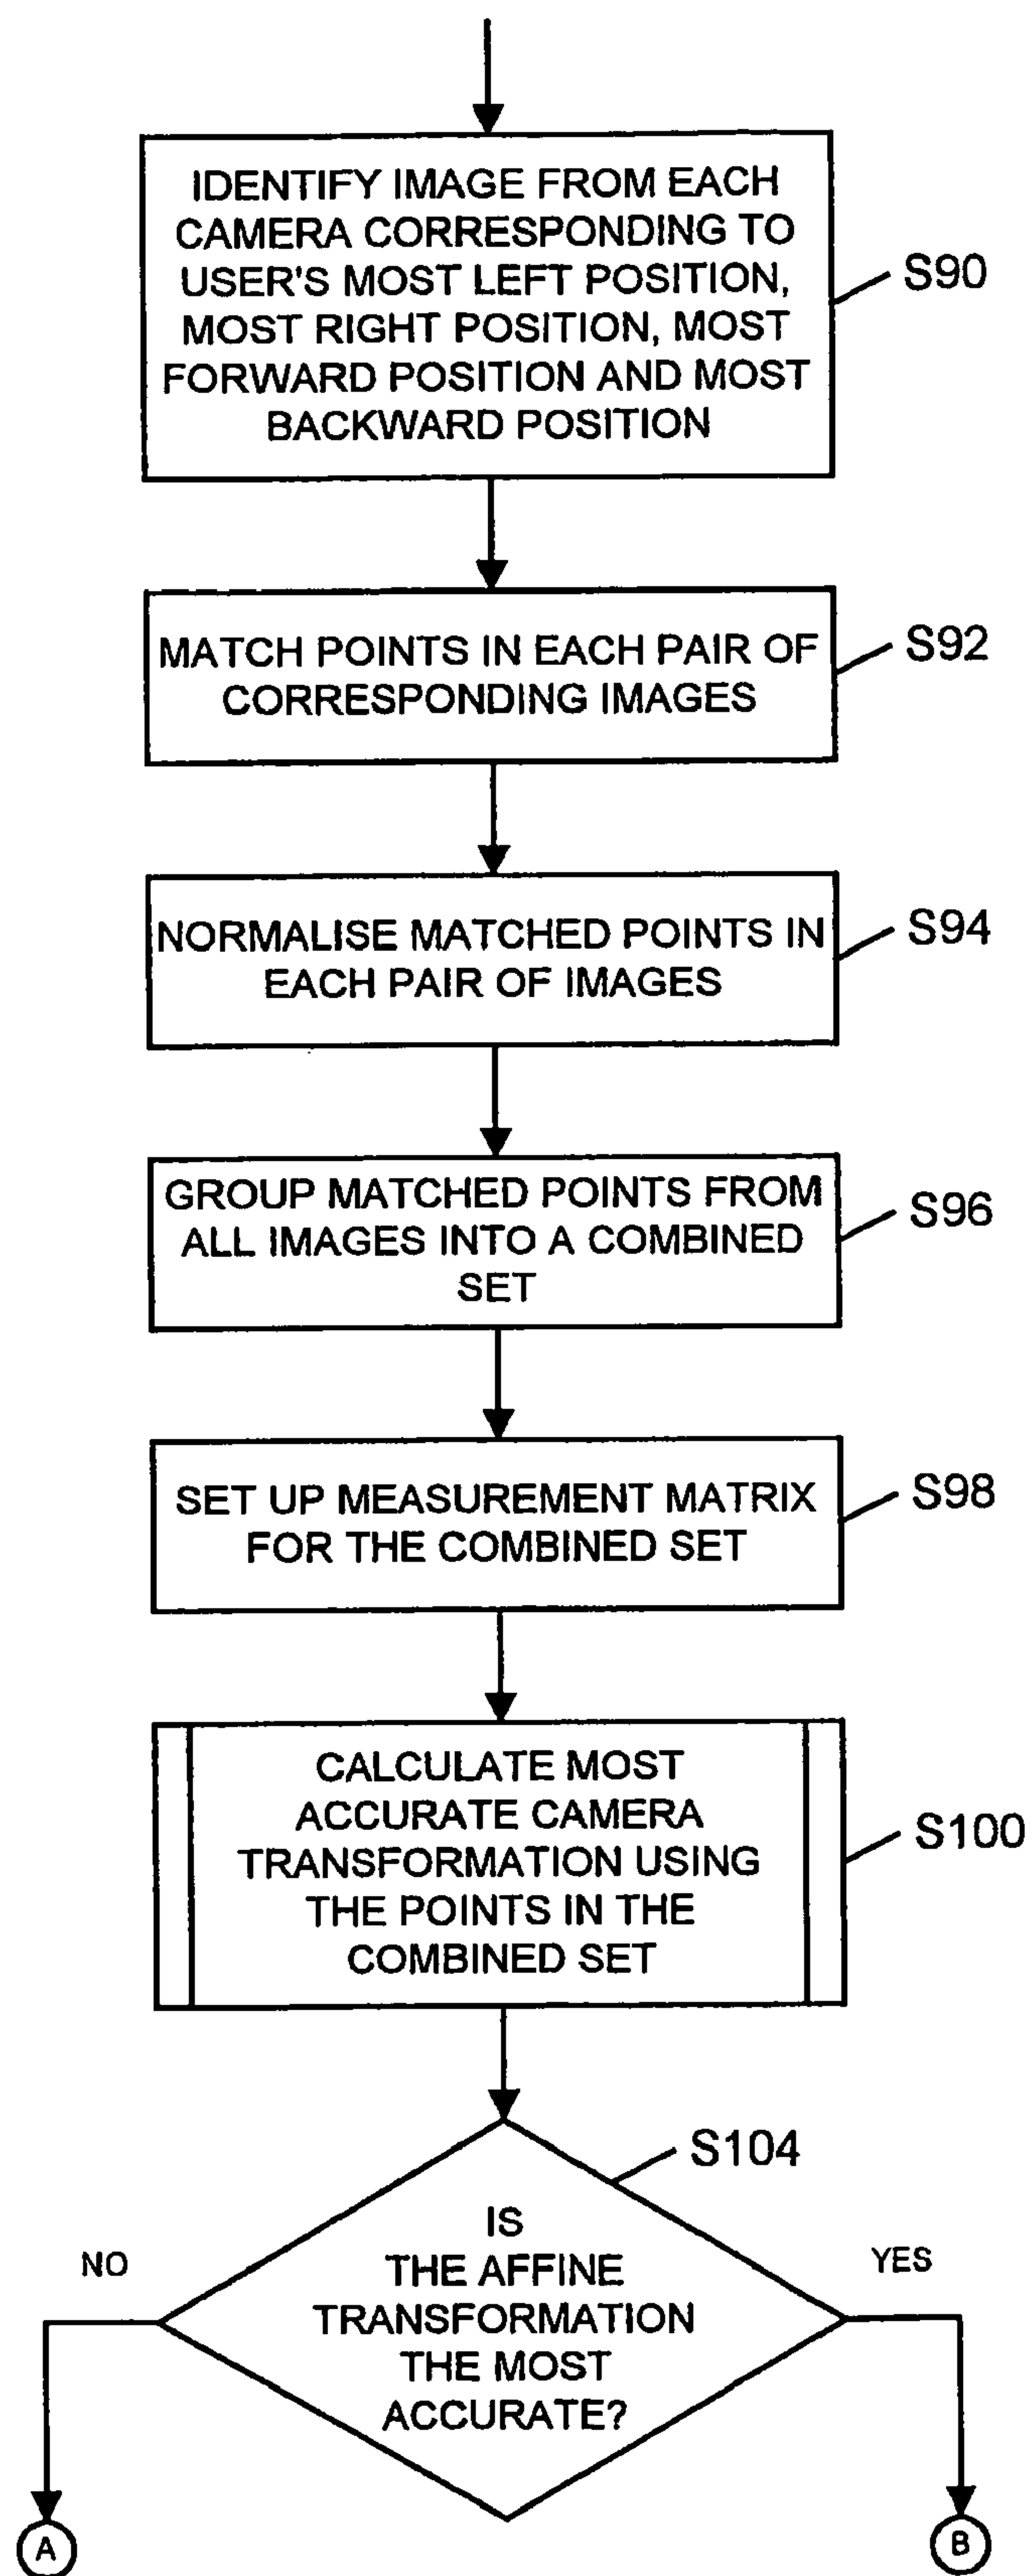 IDENTIFY IMAGE FROM EACH
CAMERA CORRESPONDING TO
USER'S MOST LEFT POSITION,
MOST RIGHT POSITION, MOST
FORWARD POSITION AND MOST
BACKWARD POSITION
S90
MATCH POINTS IN EACH PAIR OF
CORRESPONDING IMAGES
S92
NORMALISE MATCHED POINTS IN
EACH PAIR OF IMAGES
S94
GROUP MATCHED POINTS FROM
ALL IMAGES INTO A COMBINED
SET
S96
SET UP MEASUREMENT MATRIX
FOR THE COMBINED SET
S98
CALCULATE MOST
ACCURATE CAMERA
TRANSFORMATION USING
THE POINTS IN THE
COMBINED SET
S100
S104
IS
THE AFFINE
TRANSFORMATION
THE MOST
ACCURATE?
NO
YES
A
B